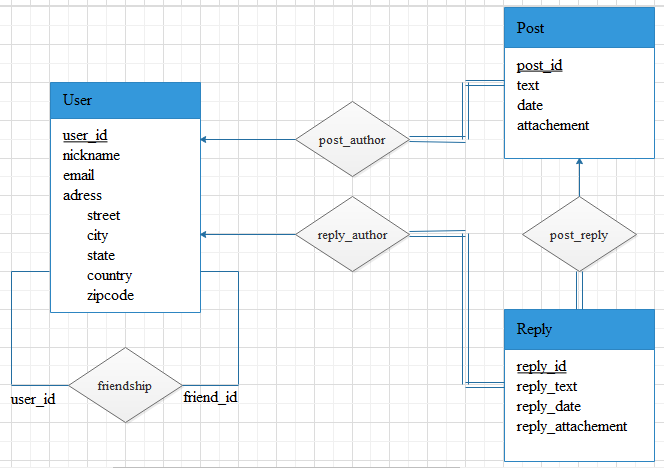 Post
post_id
text
date
attachement
User
user_id
nickname
email
adress
street
city
state
country
zipcode
post_author
reply_author
post_reply
friendship
user_id
friend_id
Reply
reply_id
reply_text
reply_date
reply_attachement